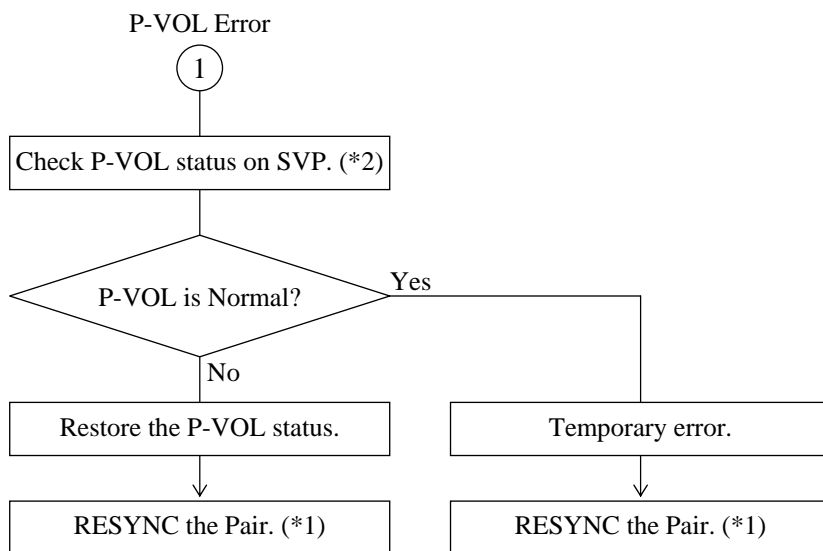 P-VOL Error
1
Check P-VOL status on SVP. (*2)
P-VOL is Normal?
Yes
No
Restore the P-VOL status.
Temporary error.
RESYNC the Pair. (*1)
RESYNC the Pair. (*1)